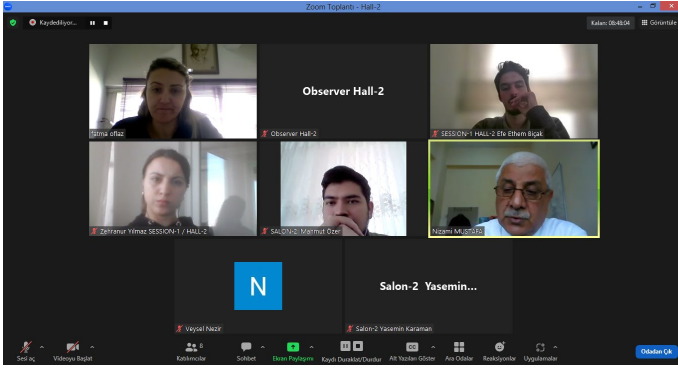 Zoom Toplantı - Hall-2
Kaydediliyor...
Kalan: 08:48:04
Görüntüle
fatma oflaz
Observer Hall-2
Observer Hall-2
SESSION-1 HALL-2 Efe Ethem Bıçak
Zehranur Yılmaz SESSION-1 / HALL-2
SALON-2: Mahmut Özer
Nizami MUSTAFA
N
Veysel Nezir
Salon-2 Yasemin...
Salon-2 Yasemin Karaman
Sesi aç
Videoyu Başlat
8
Katılımcılar
Sohbet
Ekran Paylaşımı
Kaydı Duraklat/Durdur
CC
Alt Yazıları Göster
Ara Odalar
Reaksiyonlar
Uygulamalar
Odadan Çık